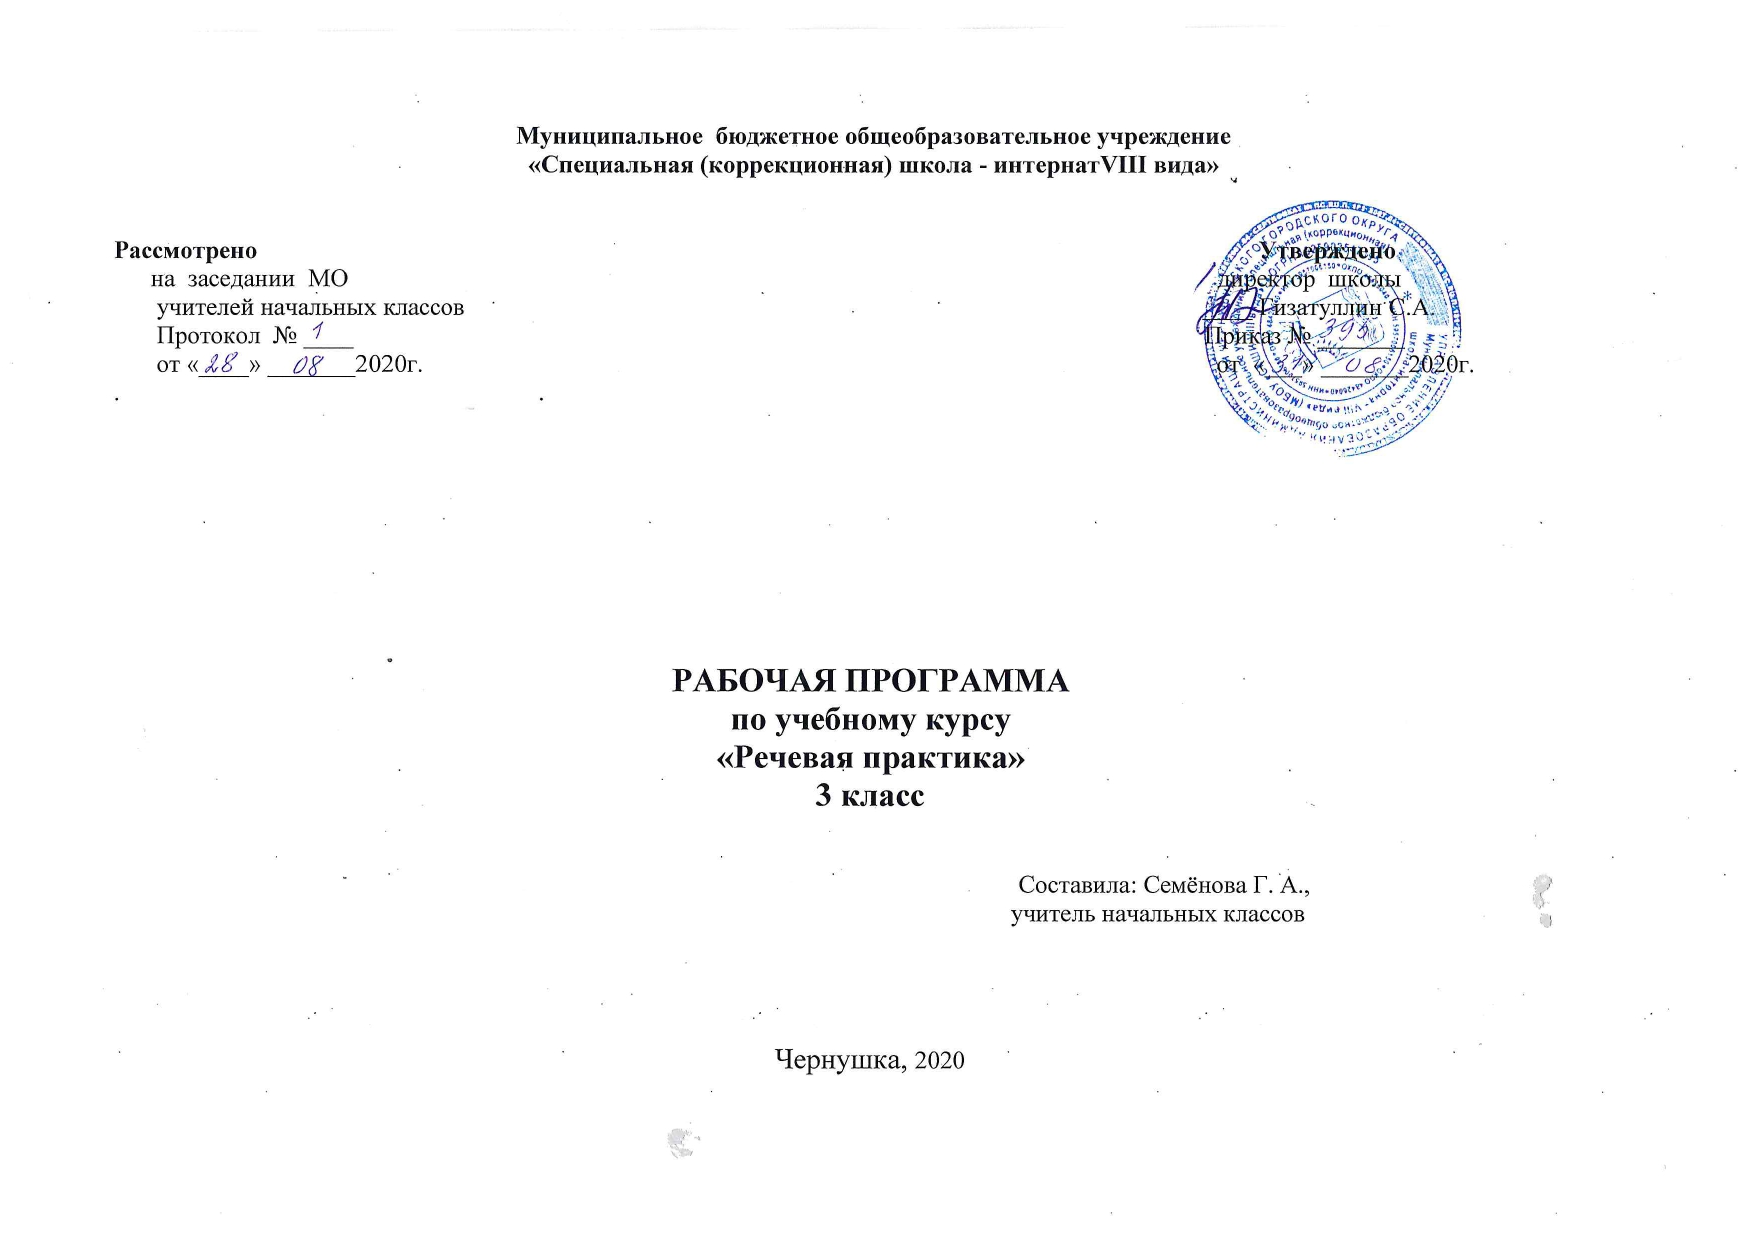 Муниципальное  бюджетное общеобразовательное учреждение
«Специальная (коррекционная) школа - интернатVIII вида»
Рассмотрено
на  заседании  МО
учителей начальных классов
Протокол  № 1
от «28» 08 2020г.
Утверждено
директор  школы
Гизатуллин С.А.
Приказ №
от « » 08 2020г.
РАБОЧАЯ ПРОГРАММА
по учебному курсу
«Речевая практика»
3 класс
Составила: Семёнова Г. А.,
учитель начальных классов
Чернушка, 2020